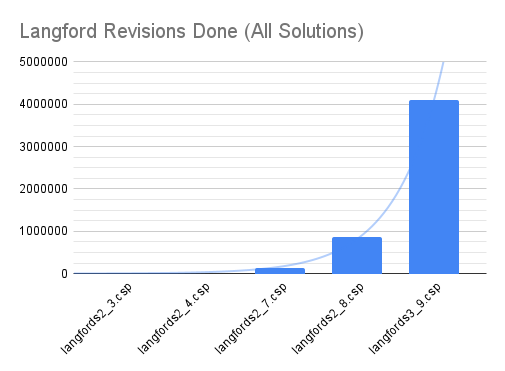 Langford Revisions Done (All Solutions)
5000000
4000000
3000000
2000000
1000000
0
langfords2_3.csp
langfords2_4.csp
langfords2_7.csp
langfords2_8.csp
langfords3_9.csp